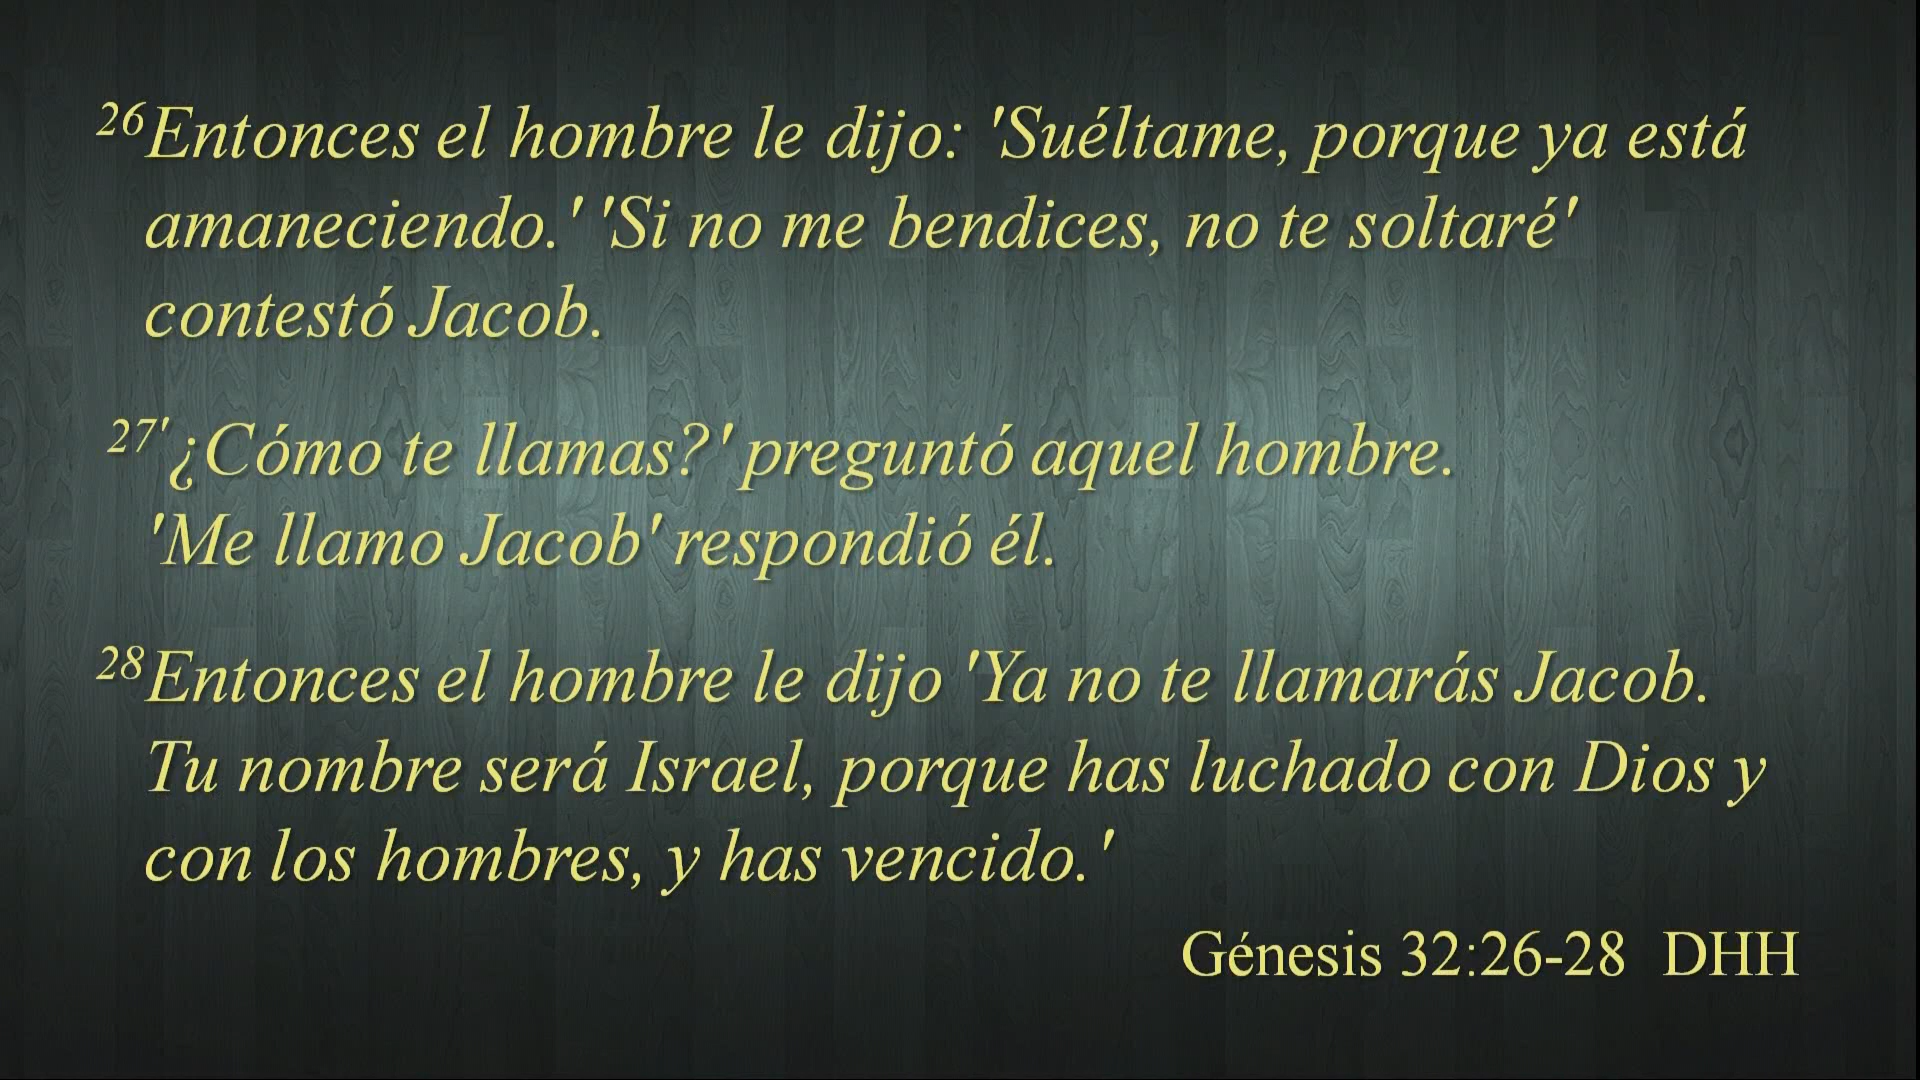 26Entonces el hombre le dijo: 'Suéltame, porque ya está
amaneciendo.' 'Si no me bendices, no te soltaré'
contestó Jacob.
27'¿Cómo te llamas?' preguntó aquel hombre.
'Me llamo Jacob' respondió él.
28Entonces el hombre le dijo 'Ya no te llamarás Jacob.
Tu nombre será Israel, porque has luchado con Dios y
con los hombres, y has vencido.'
Génesis 32:26-28 DHH